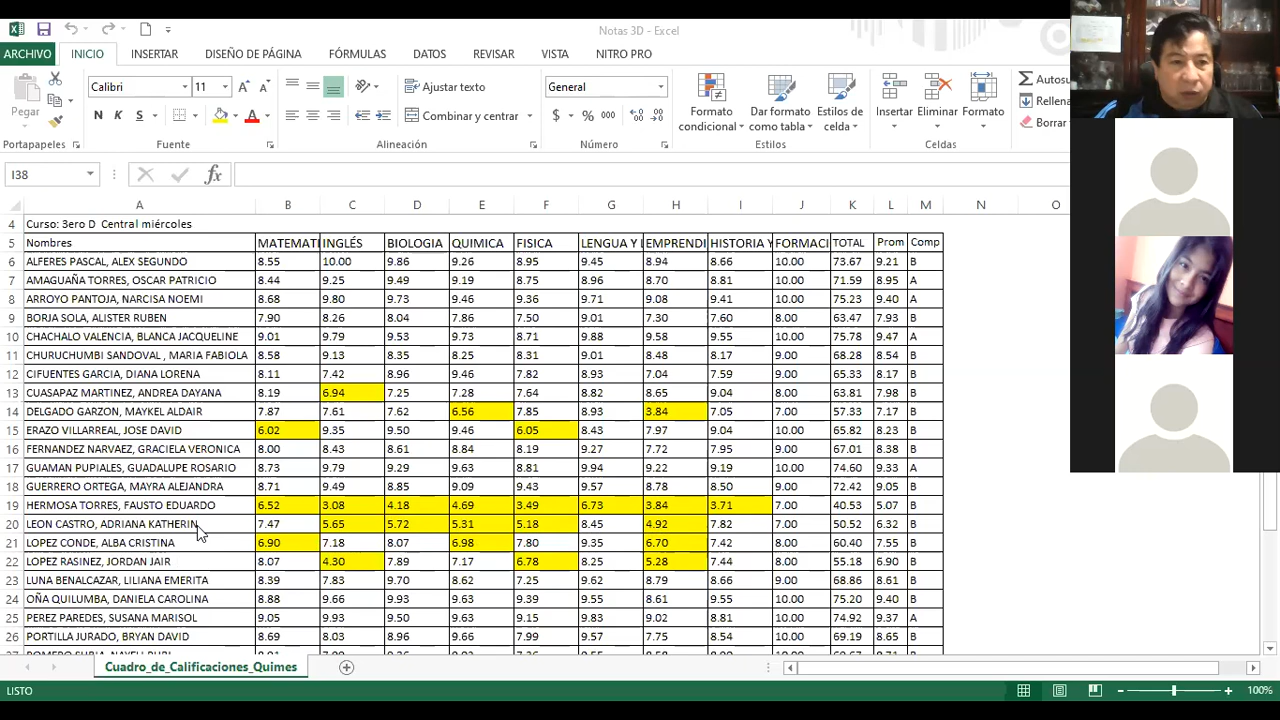 Notas 3D - Excel
ARCHIVO INICIO INSERTAR DISEÑO DE PÁGINA FÓRMULAS DATOS REVISAR VISTA NITRO PRO
Pegar
Calibri 11
N K S
Ajustar texto
Combinar y centrar
General
$ % 000
Formato condicional
Dar formato como tabla
Estilos de celda
Insertar
Eliminar
Formato
Autosu
Rellena
Borrar
Portapapeles Fuente Alineación Número Estilos Celdas
I38 fx
A B C D E F G H I J K L M N O
4 Curso: 3ero D Central miércoles
5 Nombres MATEMATI INGLÉS BIOLOGIA QUIMICA FISICA LENGUA Y L EMPRENDI HISTORIA Y FORMACI TOTAL Prom Comp
6 ALFERES PASCAL, ALEX SEGUNDO 8.55 10.00 9.86 9.26 8.95 9.45 8.94 8.66 10.00 73.67 9.21 B
7 AMAGUAÑA TORRES, OSCAR PATRICIO 8.44 9.25 9.49 9.19 8.75 8.96 8.70 8.81 10.00 71.59 8.95 A
8 ARROYO PANTOJA, NARCISA NOEMI 8.68 9.80 9.73 9.46 9.36 9.71 9.08 9.41 10.00 75.23 9.40 A
9 BORJA SOLA, ALISTER RUBEN 7.90 8.26 8.04 7.86 7.50 9.01 7.30 7.60 8.00 63.47 7.93 B
10 CHACHALO VALENCIA, BLANCA JACQUELINE 9.01 9.79 9.53 9.73 8.71 9.88 9.58 9.55 10.00 75.78 9.47 A
11 CHURUCHUMBI SANDOVAL , MARIA FABIOLA 8.58 9.13 8.35 8.25 8.31 9.01 8.48 8.17 9.00 68.28 8.54 B
12 CIFUENTES GARCIA, DIANA LORENA 8.11 7.42 8.96 9.46 7.82 8.93 7.04 7.59 9.00 65.33 8.17 B
13 CUASAPAZ MARTINEZ, ANDREA DAYANA 8.19 6.94 7.25 7.28 7.64 8.82 8.65 9.04 8.00 63.81 7.98 B
14 DELGADO GARZON, MAYKEL ALDAIR 7.87 7.61 7.62 6.56 7.85 8.93 3.84 7.05 7.00 57.33 7.17 B
15 ERAZO VILLARREAL, JOSE DAVID 6.02 9.35 9.50 9.46 6.05 8.43 7.97 9.04 10.00 65.82 8.23 B
16 FERNANDEZ NARVAEZ, GRACIELA VERONICA 8.00 8.43 8.61 8.84 8.19 9.27 7.72 7.95 9.00 67.01 8.38 B
17 GUAMAN PUPIALES, GUADALUPE ROSARIO 8.73 9.79 9.29 9.63 8.81 9.94 9.22 9.19 10.00 74.60 9.33 A
18 GUERRERO ORTEGA, MAYRA ALEJANDRA 8.71 9.49 8.85 9.09 9.43 9.57 8.78 8.50 10.00 72.42 9.05 B
19 HERMOSA TORRES, FAUSTO EDUARDO 6.52 3.08 4.18 4.69 3.49 6.73 3.84 3.71 7.00 40.53 5.07 B
20 LEON CASTRO, ADRIANA KATHERIN 7.47 5.65 5.72 5.31 5.18 8.45 4.92 7.82 7.00 50.52 6.32 B
21 LOPEZ CONDE, ALBA CRISTINA 6.90 7.18 8.07 6.98 7.80 9.35 6.70 7.42 8.00 60.40 7.55 B
22 LOPEZ RASINEZ, JORDAN JAIR 8.07 4.30 7.89 7.17 6.78 8.25 5.28 7.44 8.00 55.18 6.90 B
23 LUNA BENALCAZAR, LILIANA EMERITA 8.39 7.83 9.70 8.62 7.25 9.62 8.79 8.66 9.00 68.86 8.61 B
24 OÑA QUILUMBA, DANIELA CAROLINA 8.88 9.66 9.93 9.63 9.39 9.55 8.61 9.55 10.00 75.20 9.40 B
25 PEREZ PAREDES, SUSANA MARISOL 9.05 9.93 9.50 9.63 9.15 9.83 9.02 8.81 10.00 74.92 9.37 A
26 PORTILLA JURADO, BRYAN DAVID 8.69 8.03 8.96 9.66 7.99 9.57 7.75 8.54 10.00 69.19 8.65 B
Cuadro_de_Calificaciones_Quimes
LISTO 100%